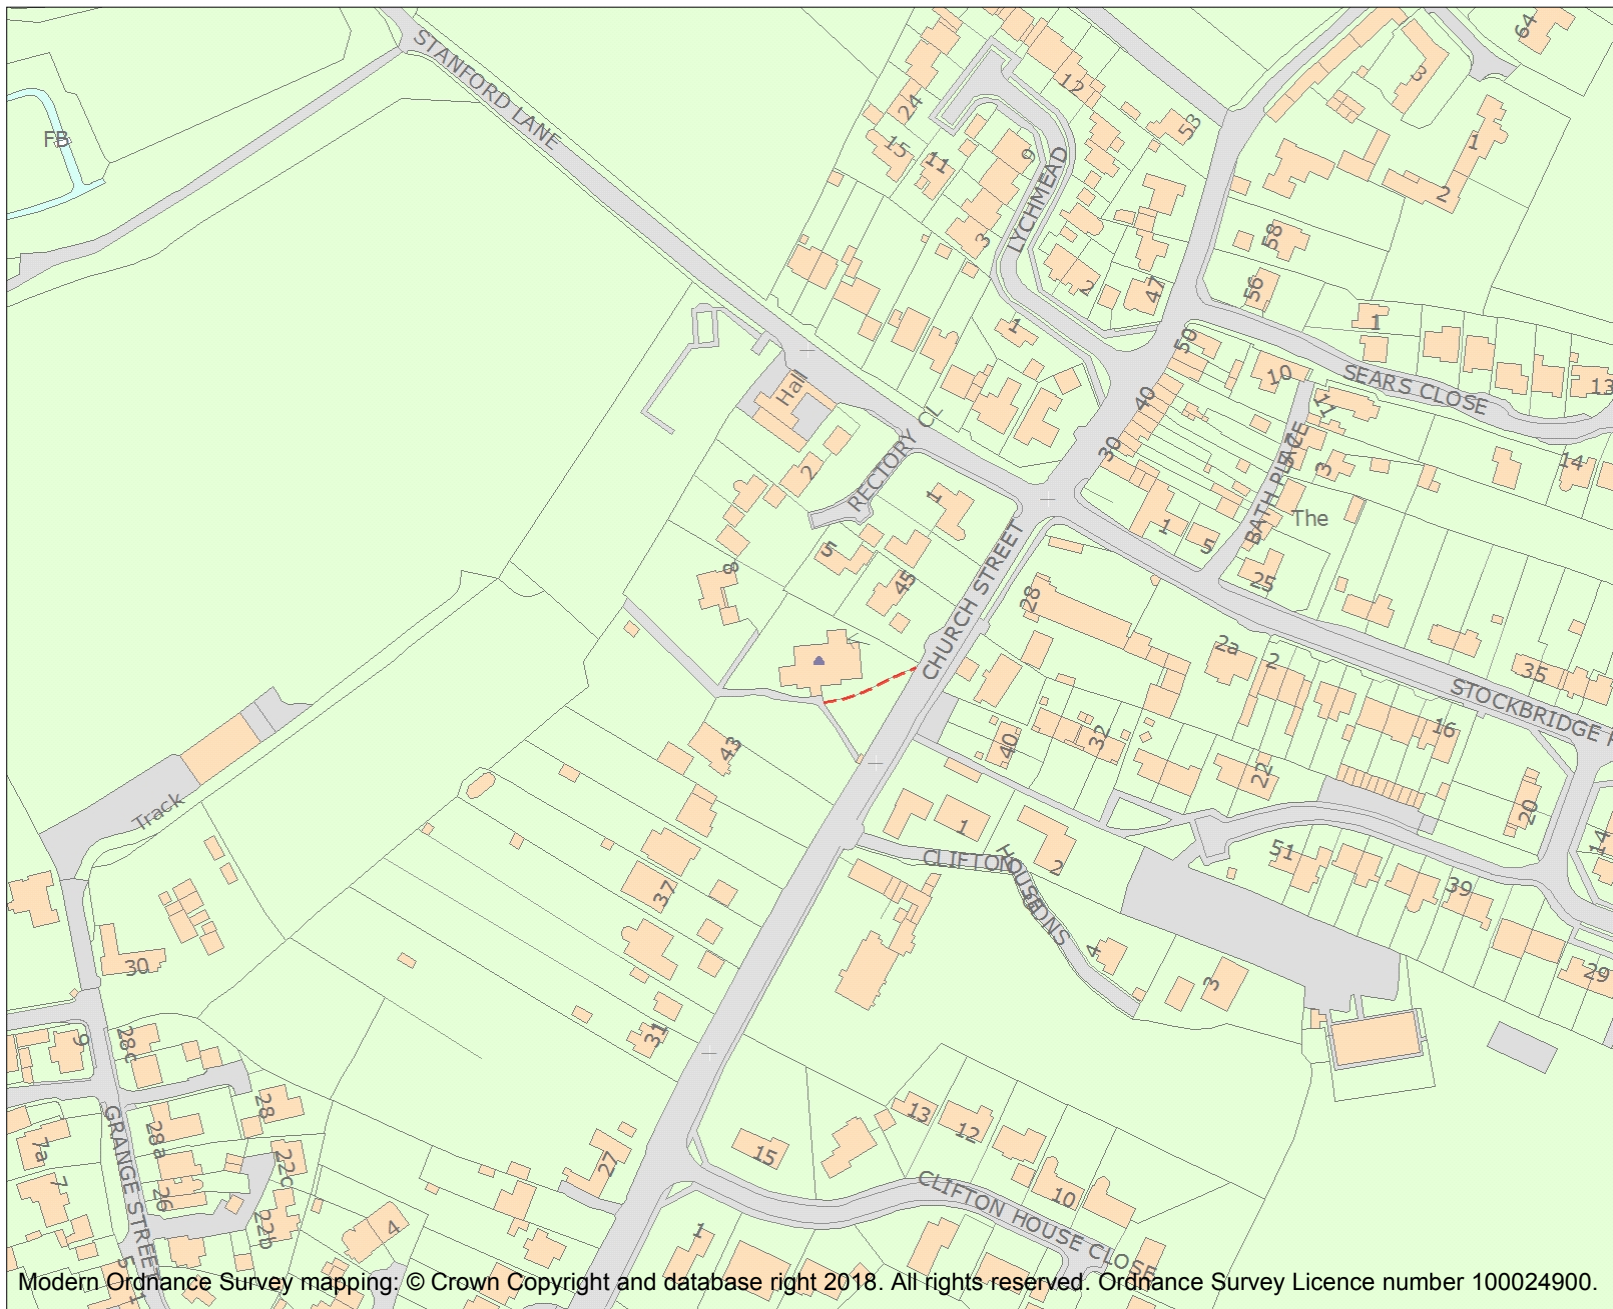 STANFORD LANE
FB
64
3
12
24
53
15
11
9
1
2
LYCHMEAD
3
58
2
47
56
1
1
50
10
SEARS CLOSE
13
Hall
40
11
RECTORY CL
30
BATH PLACE
3
14
2
1
The
1
5
5
25
8
45
CHURCH STREET
28
2a
2
35
STOCKBRIDGE
16
43
40
32
22
20
Track
1
CLIFTON
HOUSE
2
51
14
39
37
GDNS
4
3
29
30
31
9
28c
28
13
12
GRANGE STREET
28a
7a
15
27
22c
7
26
10
CLIFTON HOUSE CLOSE
22b
4
1
Modern Ordnance Survey mapping: © Crown Copyright and database right 2018. All rights reserved. Ordnance Survey Licence number 100024900.